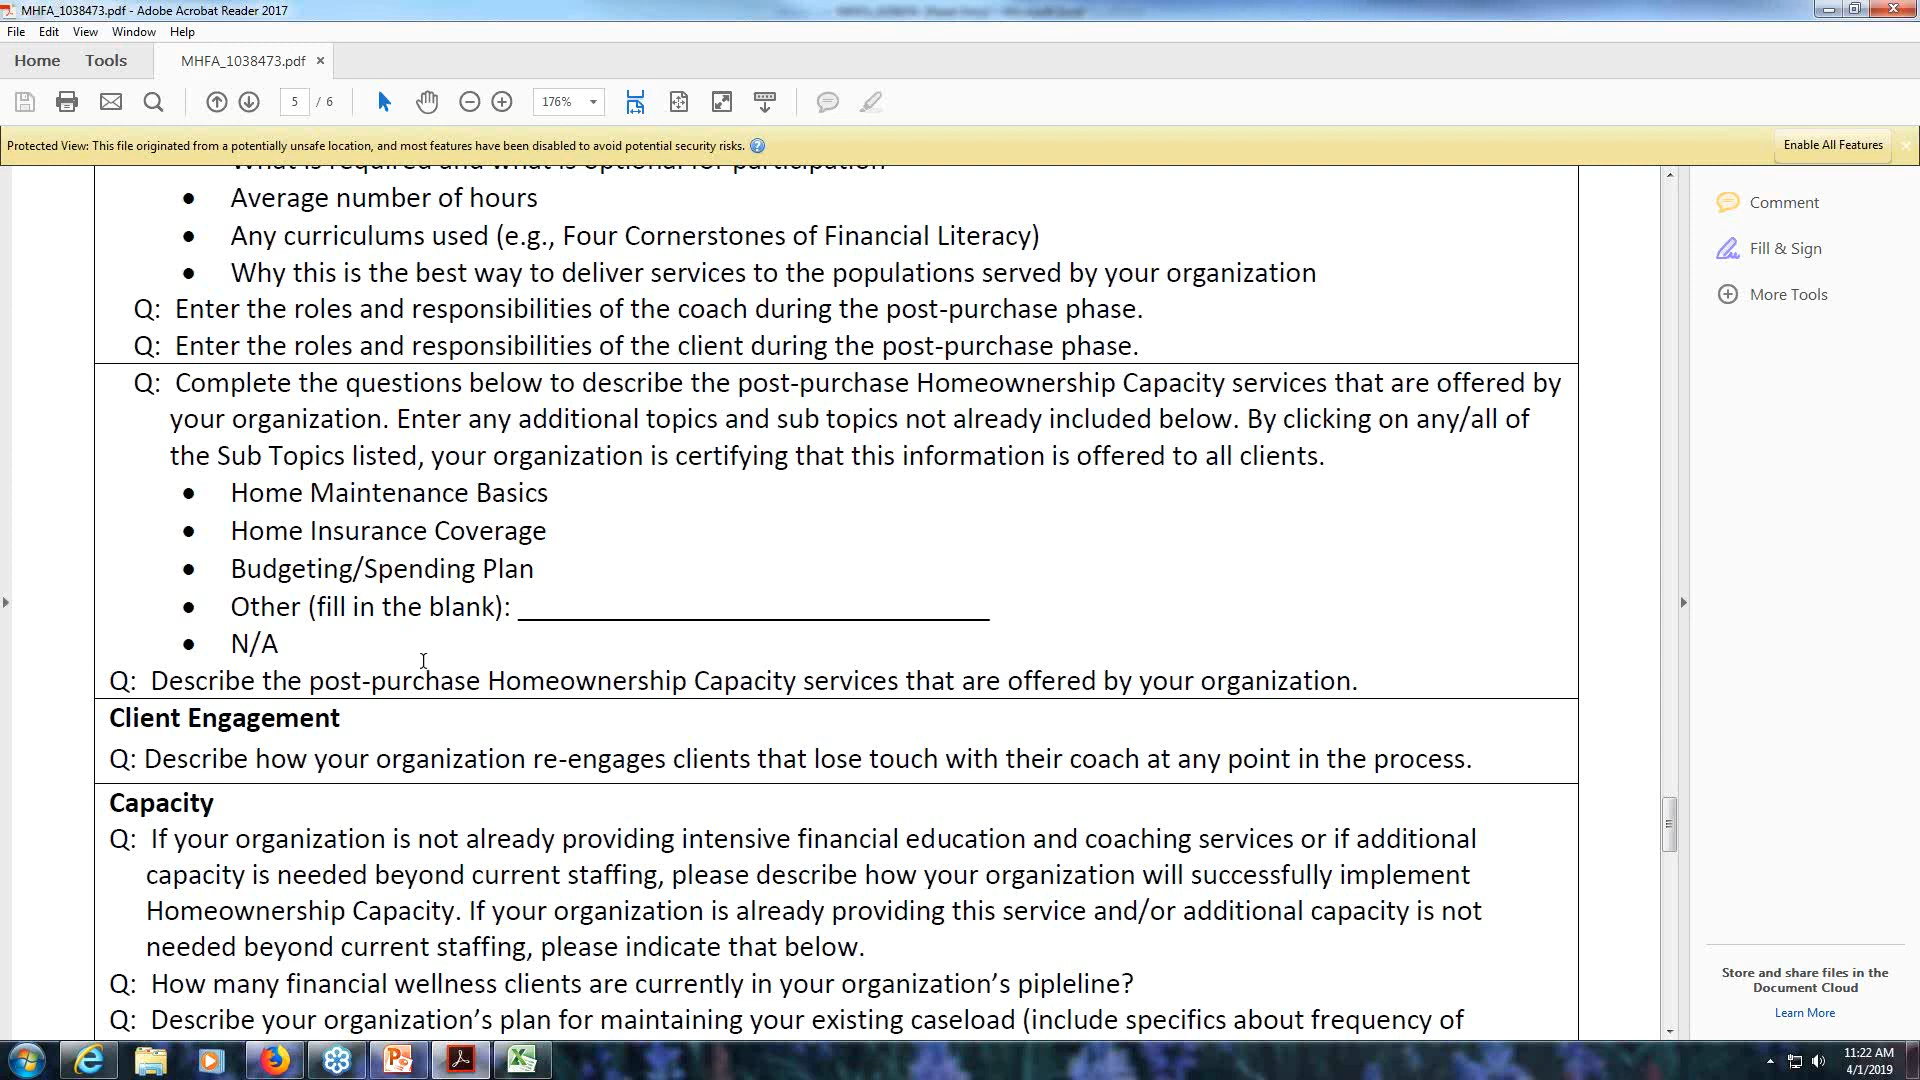 MHFA_1038473.pdf - Adobe Acrobat Reader 2017
File Edit View Window Help
Home Tools MHFA_1038473.pdf ×
5 / 6 176%
Protected View: This file originated from a potentially unsafe location, and most features have been disabled to avoid potential security risks.
Enable All Features
What is required and what is optional for participation
• Average number of hours
• Any curriculums used (e.g., Four Cornerstones of Financial Literacy)
• Why this is the best way to deliver services to the populations served by your organization
Q: Enter the roles and responsibilities of the coach during the post-purchase phase.
Q: Enter the roles and responsibilities of the client during the post-purchase phase.
Q: Complete the questions below to describe the post-purchase Homeownership Capacity services that are offered by
your organization. Enter any additional topics and sub topics not already included below. By clicking on any/all of
the Sub Topics listed, your organization is certifying that this information is offered to all clients.
• Home Maintenance Basics
• Home Insurance Coverage
• Budgeting/Spending Plan
• Other (fill in the blank): ________________________________
• N/A
Q: Describe the post-purchase Homeownership Capacity services that are offered by your organization.
Client Engagement
Q: Describe how your organization re-engages clients that lose touch with their coach at any point in the process.
Capacity
Q: If your organization is not already providing intensive financial education and coaching services or if additional
capacity is needed beyond current staffing, please describe how your organization will successfully implement
Homeownership Capacity. If your organization is already providing this service and/or additional capacity is not
needed beyond current staffing, please indicate that below.
Q: How many financial wellness clients are currently in your organization’s pipleline?
Q: Describe your organization’s plan for maintaining your existing caseload (include specifics about frequency of
Comment
Fill & Sign
More Tools
Store and share files in the
Document Cloud
Learn More
11:22 AM
4/1/2019